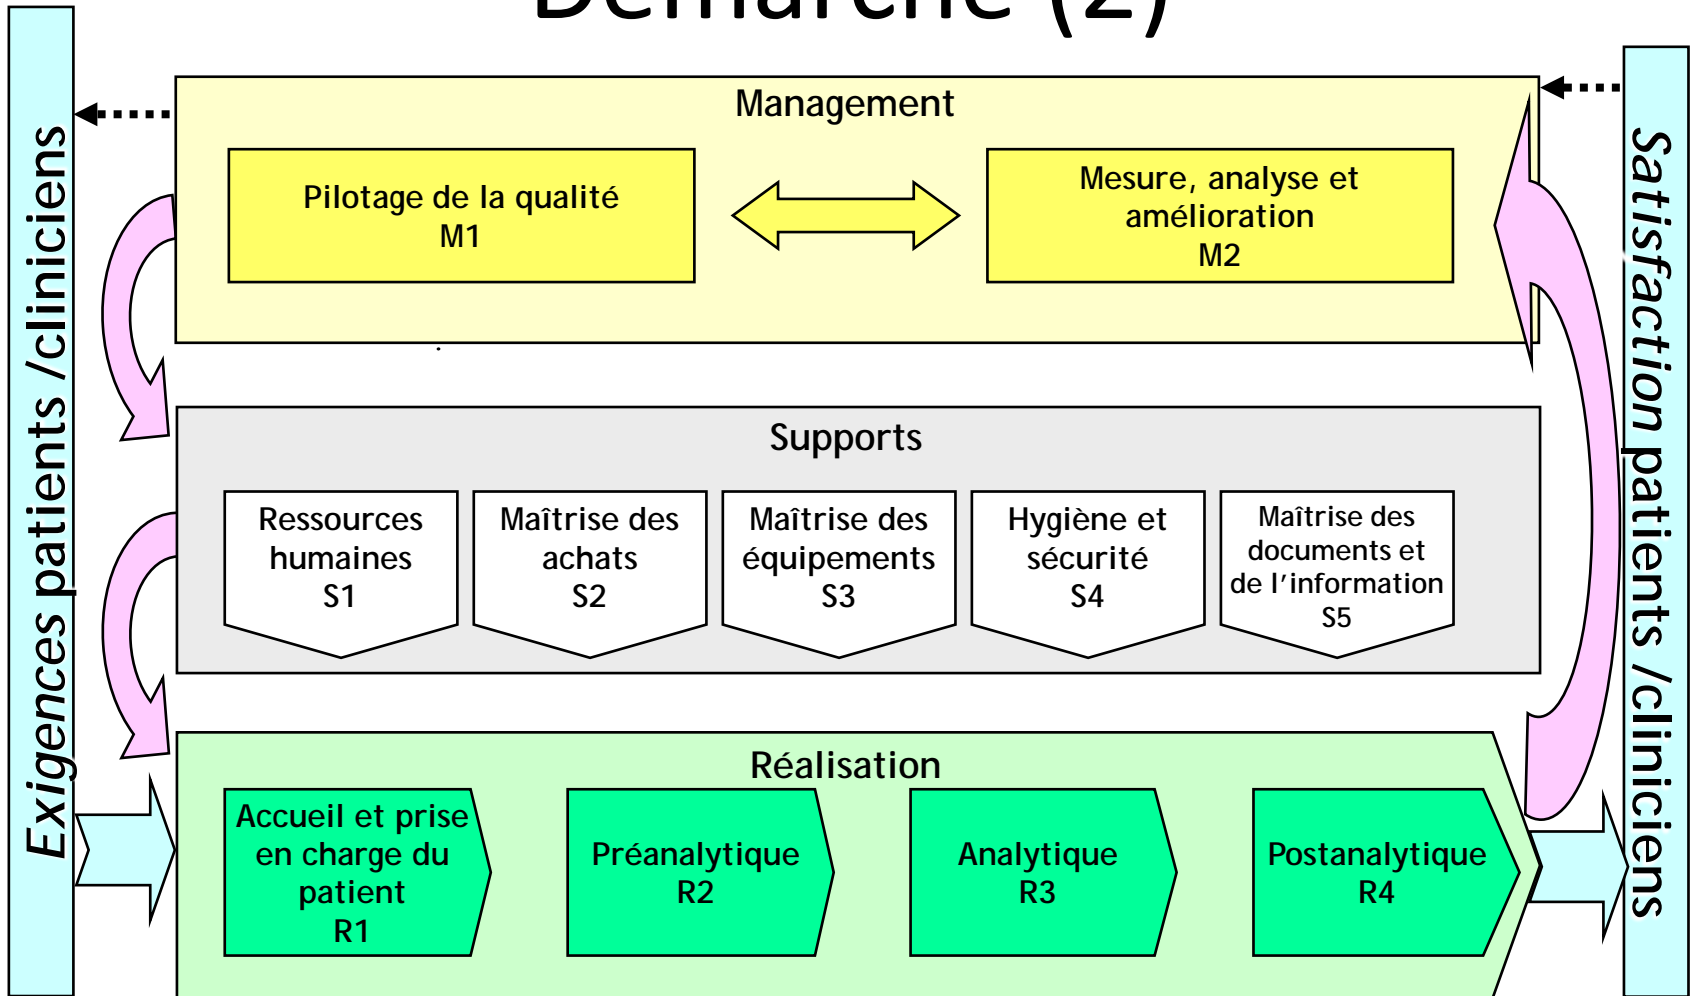 Démarche (2)
Exigences patients /cliniciens
Management
Pilotage de la qualité
M1
Mesure, analyse et
amélioration
M2
Supports
Ressources
humaines
S1
Maîtrise des
achats
S2
Maîtrise des
équipements
S3
Hygiène et
sécurité
S4
Maîtrise des
documents et
de l'information
S5
Réalisation
Accueil et prise
en charge du
patient
R1
Préanalytique
R2
Analytique
R3
Postanalytique
R4
Satisfaction patients /cliniciens